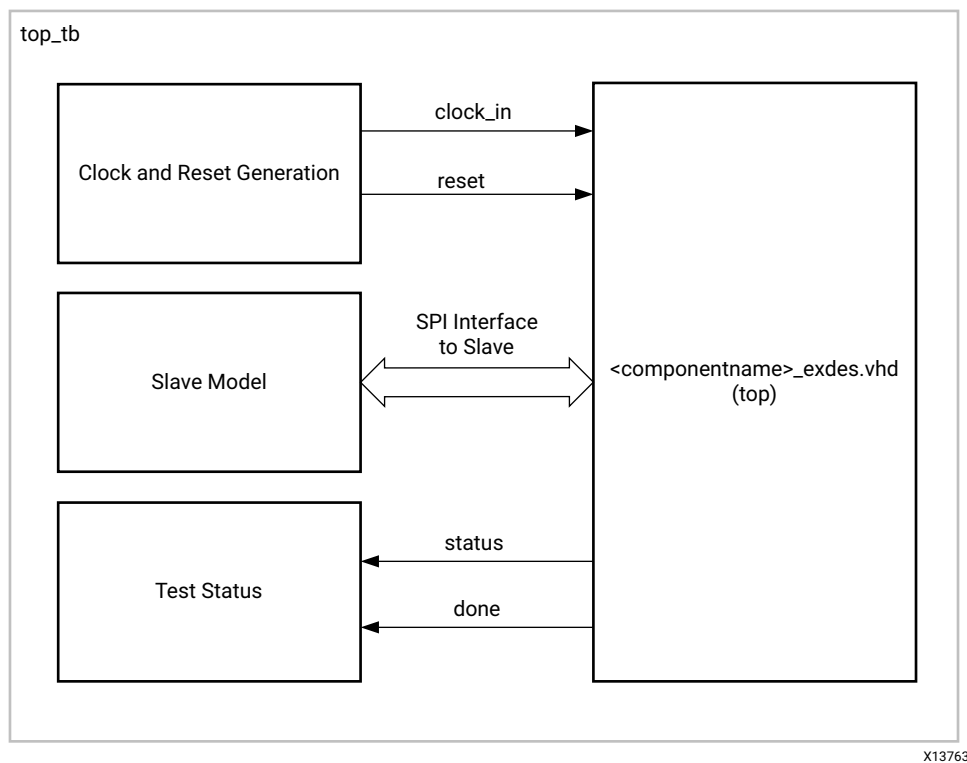 top_tb
clock_in
Clock and Reset Generation
reset
SPI Interface
to Slave
Slave Model
<componentname>_exdes.vhd
(top)
status
Test Status
done
X13763